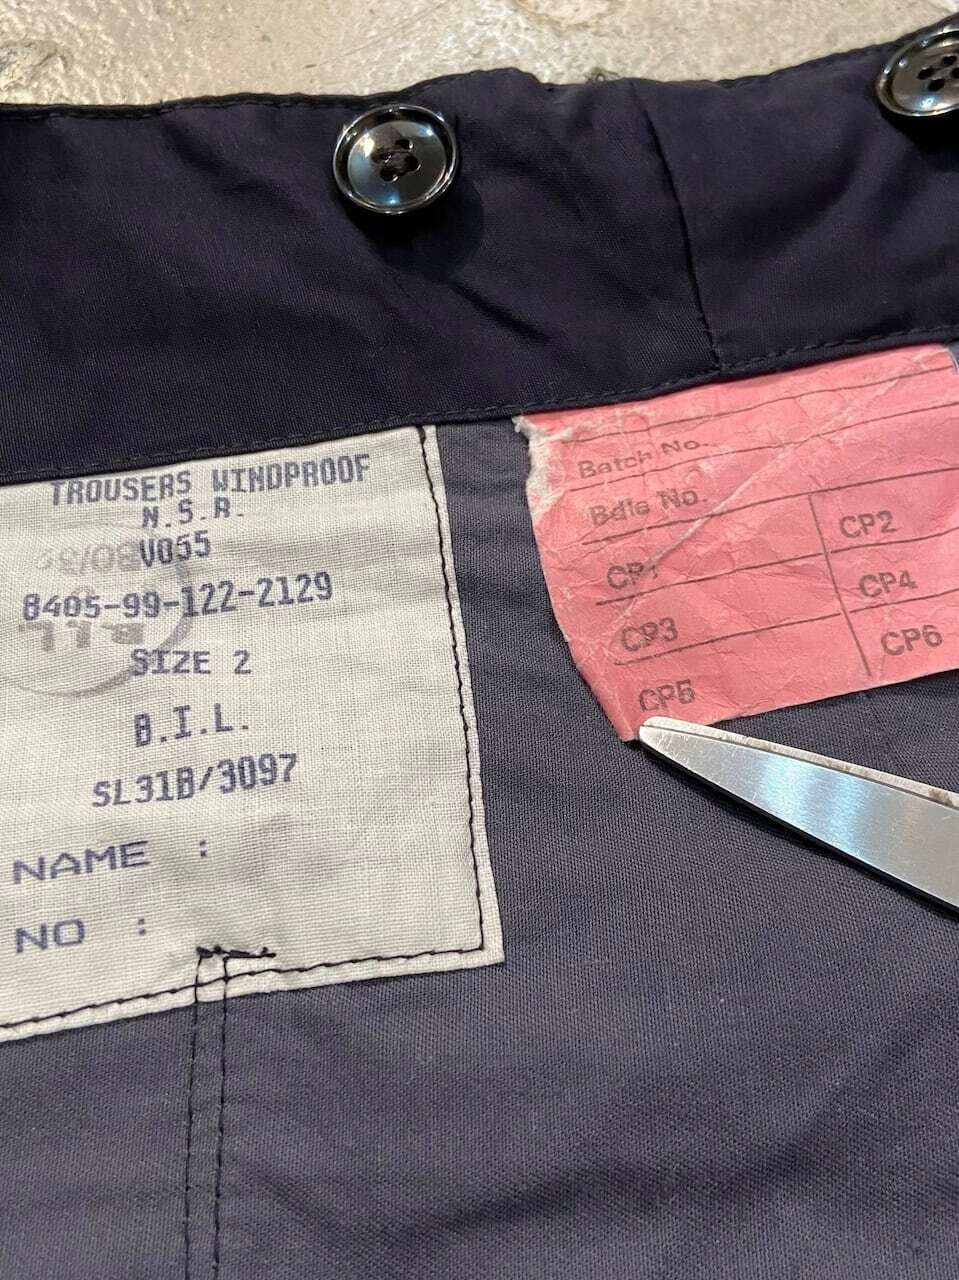 TROUSERS WINDPROOF
N.S.R.
V055
8405-99-122-2129
SIZE 2
B.I.L.
SL31B/3097
NAME :
NO :
Batch No.
Bdle No.
CP1
CP2
CP3
CP4
CP5
CP6